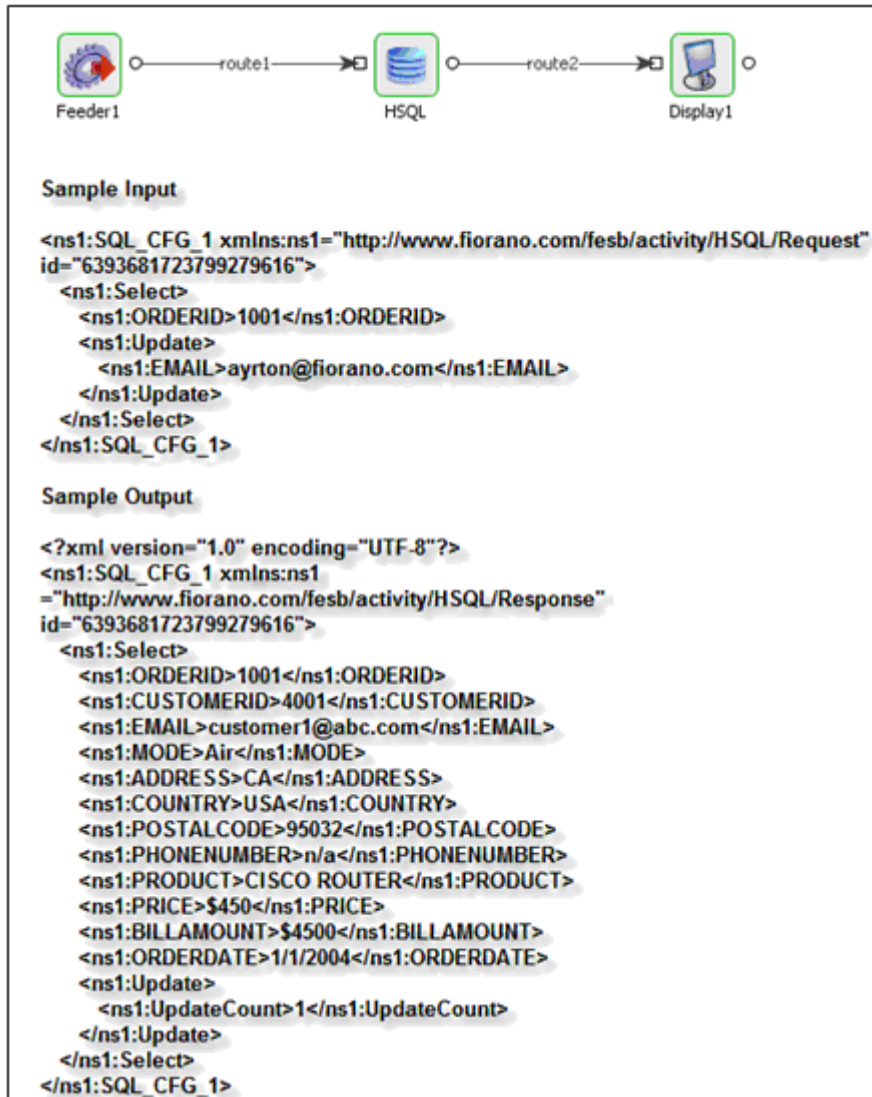 route1
route2
Feeder1
HSQL
Display1
Sample Input
<ns1:SQL_CFG_1 xmlns:ns1="http://www.fiorano.com/fesb/activity/HSQL/Request"
id="6393681723799279616">
<ns1:Select>
<ns1:ORDERID>1001</ns1:ORDERID>
<ns1:Update>
<ns1:EMAIL>ayrton@fiorano.com</ns1:EMAIL>
</ns1:Update>
</ns1:Select>
</ns1:SQL_CFG_1>
Sample Output
<?xml version="1.0" encoding="UTF-8"?>
<ns1:SQL_CFG_1 xmlns:ns1
="http://www.fiorano.com/fesb/activity/HSQL/Response"
id="6393681723799279616">
<ns1:Select>
<ns1:ORDERID>1001</ns1:ORDERID>
<ns1:CUSTOMERID>4001</ns1:CUSTOMERID>
<ns1:EMAIL>customer1@abc.com</ns1:EMAIL>
<ns1:MODE>Air</ns1:MODE>
<ns1:ADDRESS>CA</ns1:ADDRESS>
<ns1:COUNTRY>USA</ns1:COUNTRY>
<ns1:POSTALCODE>95032</ns1:POSTALCODE>
<ns1:PHONENUMBER>n/a</ns1:PHONENUMBER>
<ns1:PRODUCT>CISCO ROUTER</ns1:PRODUCT>
<ns1:PRICE>$450</ns1:PRICE>
<ns1:BILLAMOUNT>$4500</ns1:BILLAMOUNT>
<ns1:ORDERDATE>1/1/2004</ns1:ORDERDATE>
<ns1:Update>
<ns1:UpdateCount>1</ns1:UpdateCount>
</ns1:Update>
</ns1:Select>
</ns1:SQL_CFG_1>